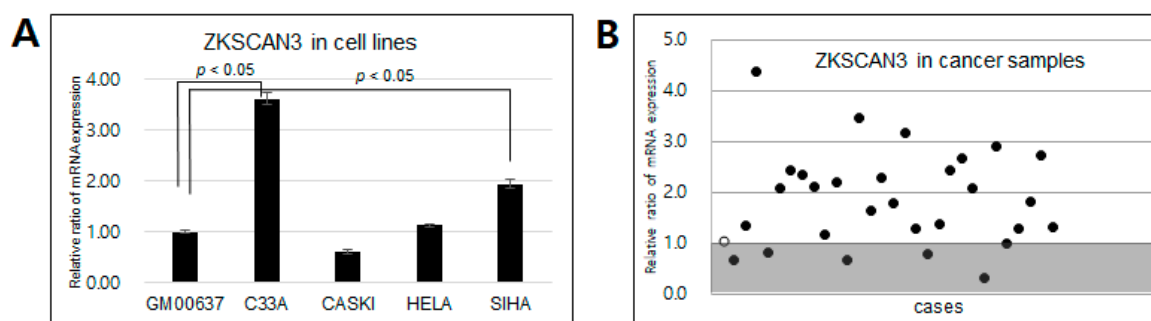 A
ZKSCAN3 in cell lines
p < 0.05
p < 0.05
Relative ratio of mRNA expression
4.00
3.00
2.00
1.00
0.00
GM00637 C33A CASKI HELA SIHA
B
ZKSCAN3 in cancer samples
Relative ratio of mRNA expression
5.0
4.0
3.0
2.0
1.0
0.0
cases